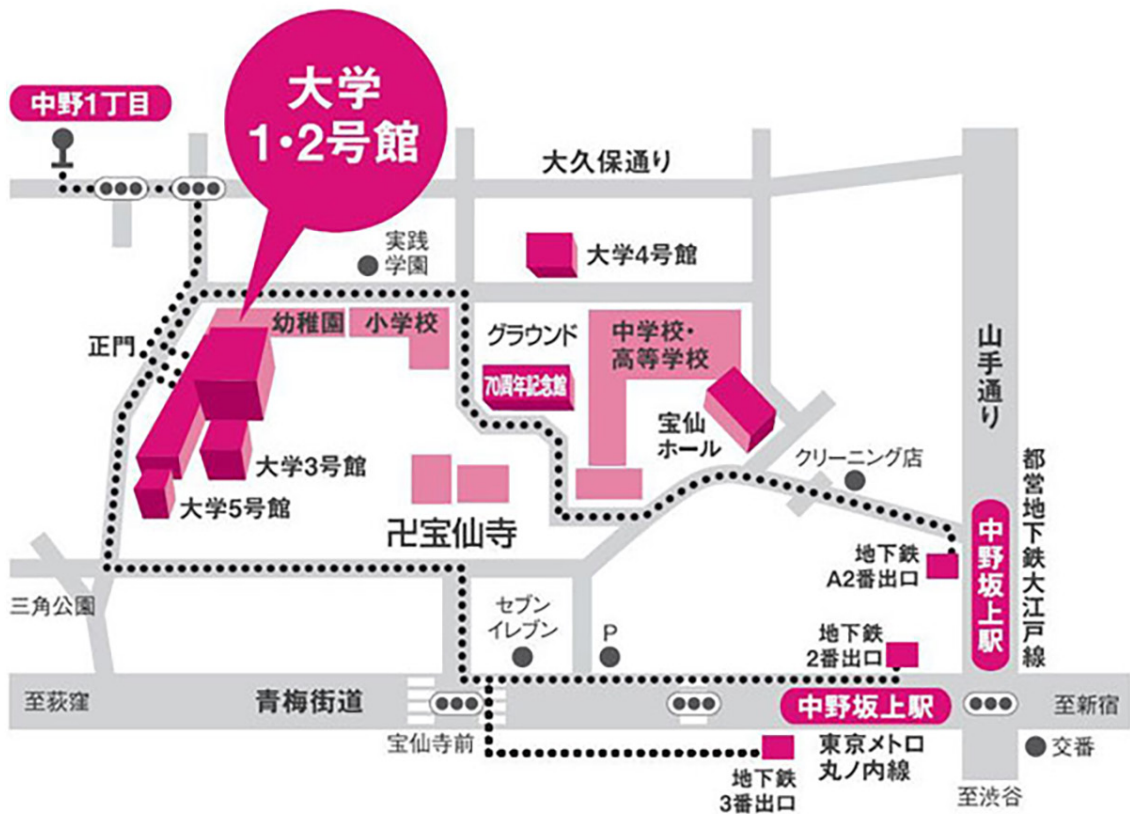 中野1丁目
大学
1・2号館
大久保通り
実践
学園
大学4号館
正門
幼稚園
小学校
グラウンド
中学校・
高等学校
山手通り
70周年記念館
宝仙
ホール
大学3号館
クリーニング店
大学5号館
卍宝仙寺
都営地下鉄大江戸線
中野坂上駅
地下鉄
A2番出口
三角公園
セブン
イレブン
P
地下鉄
2番出口
至荻窪
青梅街道
中野坂上駅
至新宿
宝仙寺前
東京メトロ
丸ノ内線
交番
地下鉄
3番出口
至渋谷